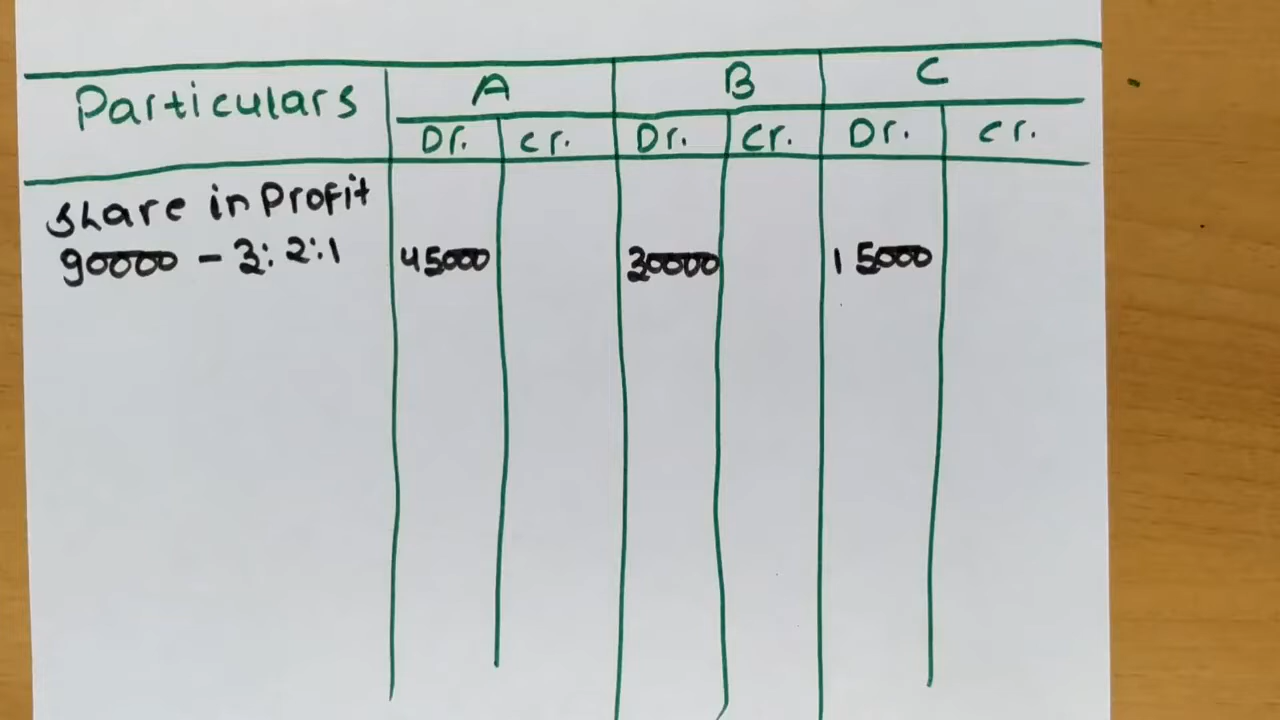 Particulars A B C
Dr. Cr. Dr. Cr. Dr. Cr.
Share in Profit
90000 - 3:2:1 45000 30000 15000